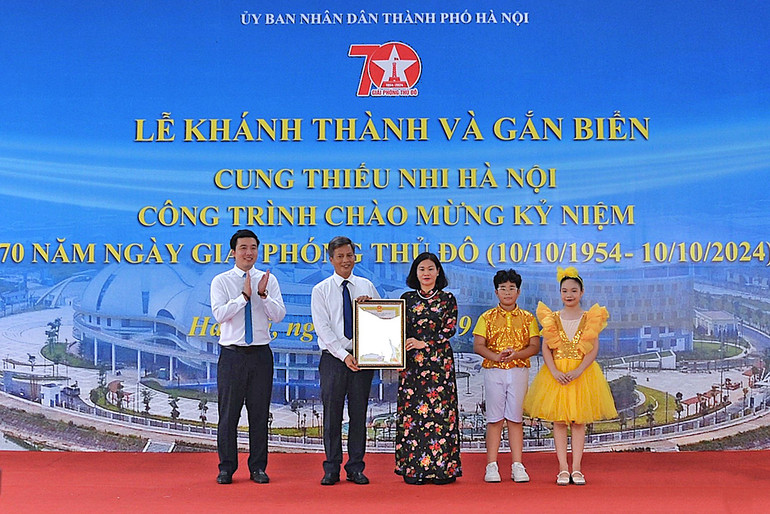 ỦY BAN NHÂN DÂN THÀNH PHỐ HÀ NỘI
70
GIẢI PHÓNG THỦ ĐÔ
LỄ KHÁNH THÀNH VÀ GẮN BIỂN
CUNG THIẾU NHI HÀ NỘI
CÔNG TRÌNH CHÀO MỪNG KỶ NIỆM
70 NĂM NGÀY GIẢI PHÓNG THỦ ĐÔ (10/10/1954- 10/10/2024)